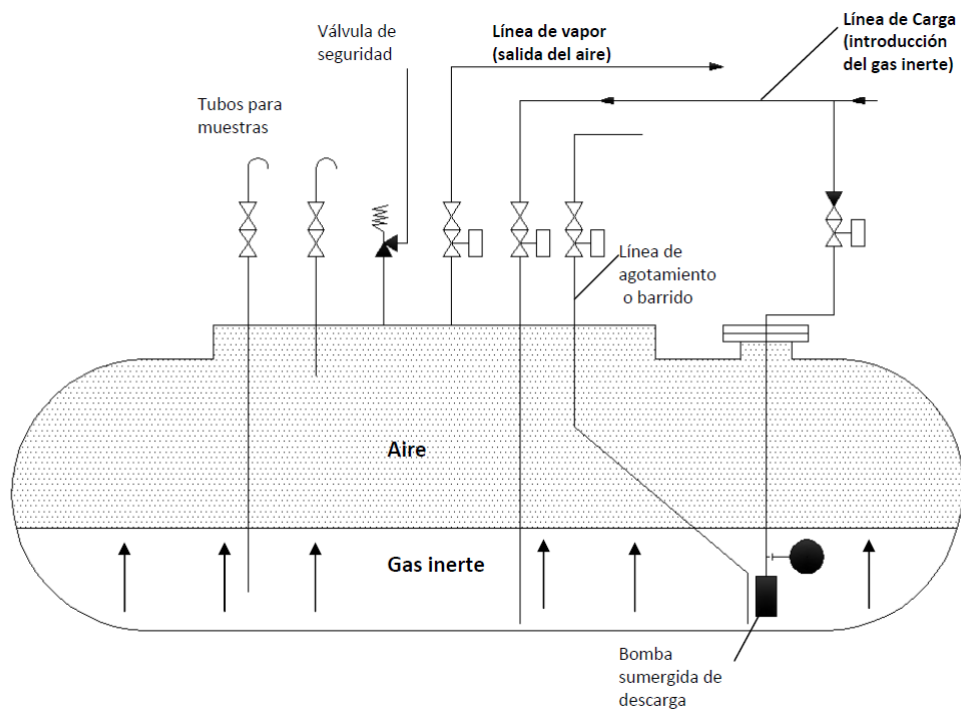 Válvula de
seguridad
Línea de vapor
(salida del aire)
Línea de Carga
(introducción
del gas inerte)
Tubos para
muestras
Línea de
agotamiento
o barrido
Aire
Gas inerte
Bomba
sumergida de
descarga